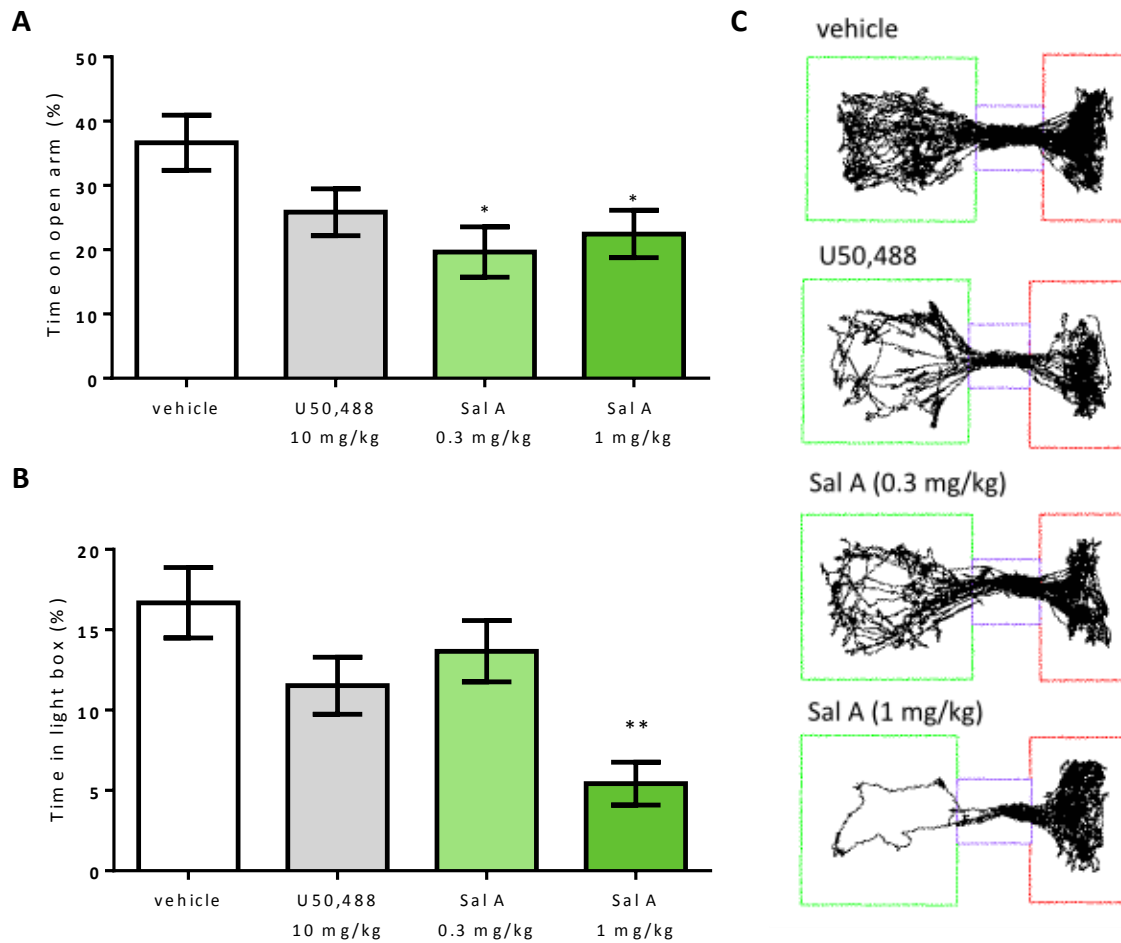 A
Time on open arm (%)
50
40
30
20
10
0
vehicle
U50,488
10 mg/kg
Sal A
0.3 mg/kg
Sal A
1 mg/kg
*
*
B
Time in light box (%)
20
15
10
5
0
vehicle
U50,488
10 mg/kg
Sal A
0.3 mg/kg
Sal A
1 mg/kg
**
C
vehicle
U50,488
Sal A (0.3 mg/kg)
Sal A (1 mg/kg)